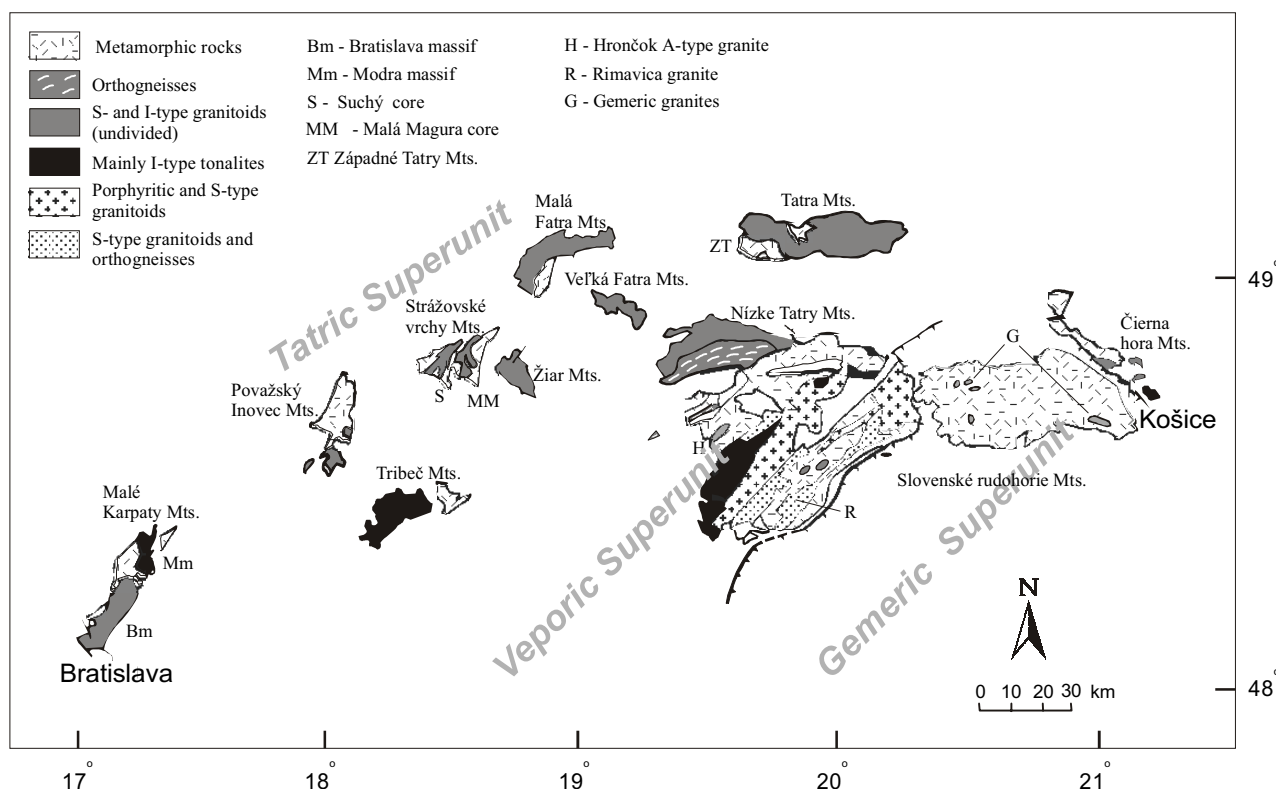 Metamorphic rocks
Orthogneisses
S- and I-type granitoids
(undivided)
Mainly I-type tonalites
Porphyritic and S-type
granitoids
S-type granitoids and
orthogneisses
Bm - Bratislava massif
Mm - Modra massif
S - Suchý core
MM - Malá Magura core
ZT Západné Tatry Mts.
H - Hrončok A-type granite
R - Rimavica granite
G - Gemeric granites
Malá
Fatra Mts.
Tatra Mts.
ZT
Tatric Superunit
Veľká Fatra Mts.
49°
Strážovské
vrchy Mts.
Nízke Tatry Mts.
G
Čierna
hora Mts.
Považský
Inovec Mts.
S
MM
Žiar Mts.
Košice
H
Tribeč Mts.
Slovenské rudohorie Mts.
R
Malé
Karpaty Mts.
Mm
Veporic Superunit
Gemeric Superunit
N
Bm
Bratislava
0 10 20 30 km
48°
17° 18° 19° 20° 21°